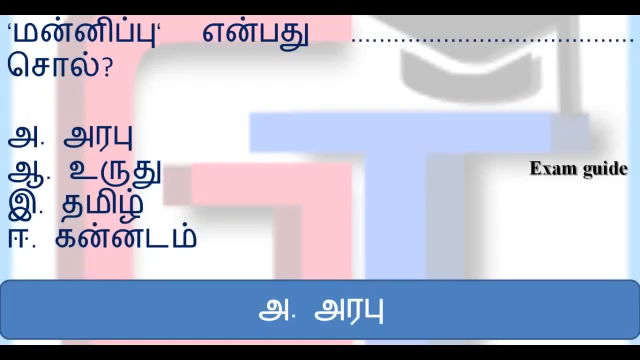 ‘மன்னிப்பு‘ என்பது ........................................
சொல்?
அ. அரபு
ஆ. உருது
Exam guide
இ. தமிழ்
ஈ. கன்னடம்
அ. அரபு